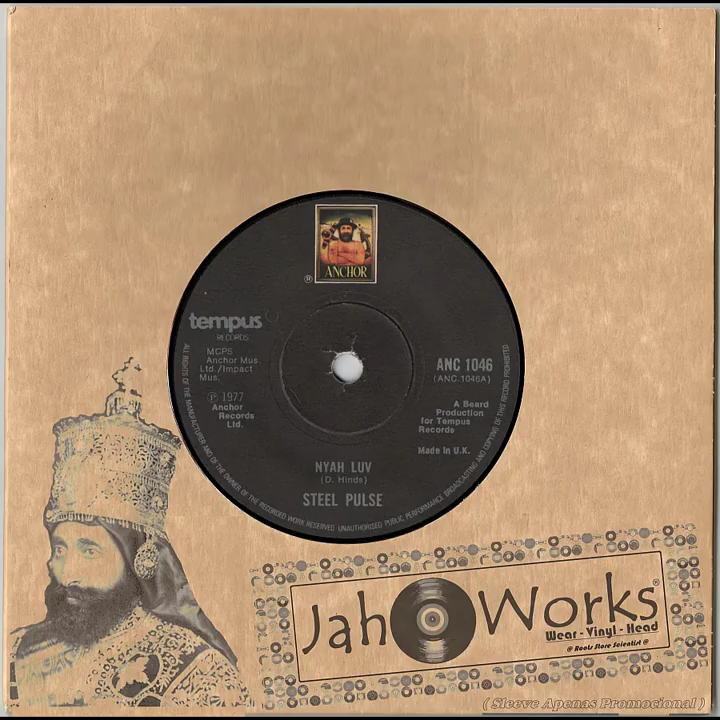 ANCHOR
®
tempus
RECORDS
MCPS
Anchor Mus.
Ltd./Impact
Mus.
℗ 1977
Anchor
Records
Ltd.
ANC 1046
(ANC.1046A)
A Beard
Production
for Tempus
Records
Made in U.K.
NYAH LUV
(D. Hinds)
STEEL PULSE
ALL RIGHTS OF THE MANUFACTURER AND OF THE OWNER OF THE RECORDED WORK RESERVED UNAUTHORISED PUBLIC PERFORMANCE BROADCASTING AND COPYING OF THIS RECORD PROHIBITED
Jah Works®
Wear - Vinyl - Head
@ Roots Store Scientist @
( Sleeve Apenas Promocional )